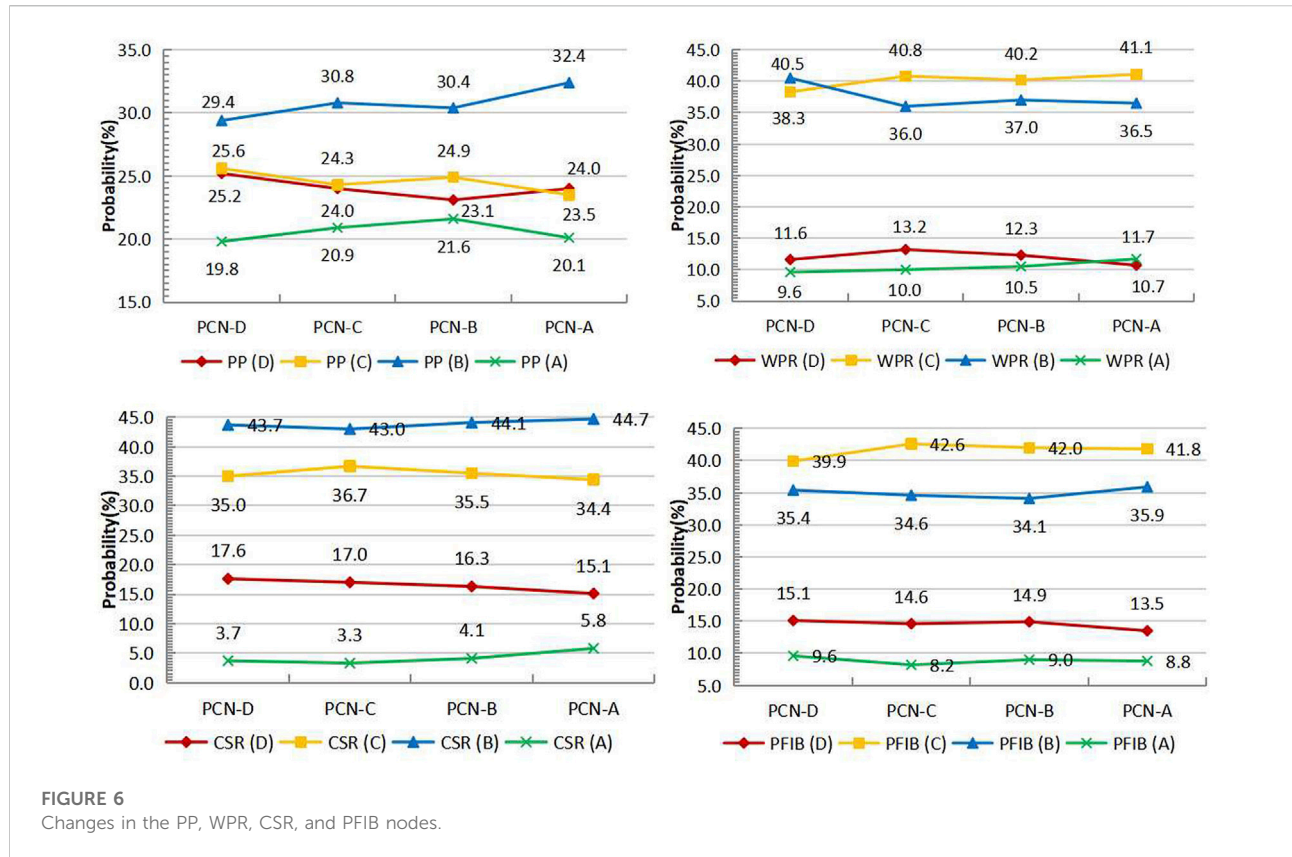 35.0
30.0
25.0
20.0
15.0
Probability(%)
29.4 30.8 30.4 32.4
25.6 24.3 24.9 24.0
25.2 24.0 23.1 23.5
19.8 20.9 21.6 20.1
PCN-D PCN-C PCN-B PCN-A
PP (D) PP (C) PP (B) PP (A)
45.0
40.0
35.0
30.0
25.0
20.0
15.0
10.0
5.0
Probability(%)
40.5 40.8 40.2 41.1
38.3 36.0 37.0 36.5
11.6 13.2 12.3 11.7
9.6 10.0 10.5 10.7
PCN-D PCN-C PCN-B PCN-A
WPR (D) WPR (C) WPR (B) WPR (A)
45.0
40.0
35.0
30.0
25.0
20.0
15.0
10.0
5.0
0.0
Probability(%)
43.7 43.0 44.1 44.7
35.0 36.7 35.5 34.4
17.6 17.0 16.3 15.1
3.7 3.3 4.1 5.8
PCN-D PCN-C PCN-B PCN-A
CSR (D) CSR (C) CSR (B) CSR (A)
45.0
40.0
35.0
30.0
25.0
20.0
15.0
10.0
5.0
Probability(%)
39.9 42.6 42.0 41.8
35.4 34.6 34.1 35.9
15.1 14.6 14.9 13.5
9.6 8.2 9.0 8.8
PCN-D PCN-C PCN-B PCN-A
PFIB (D) PFIB (C) PFIB (B) PFIB (A)
FIGURE 6
Changes in the PP, WPR, CSR, and PFIB nodes.